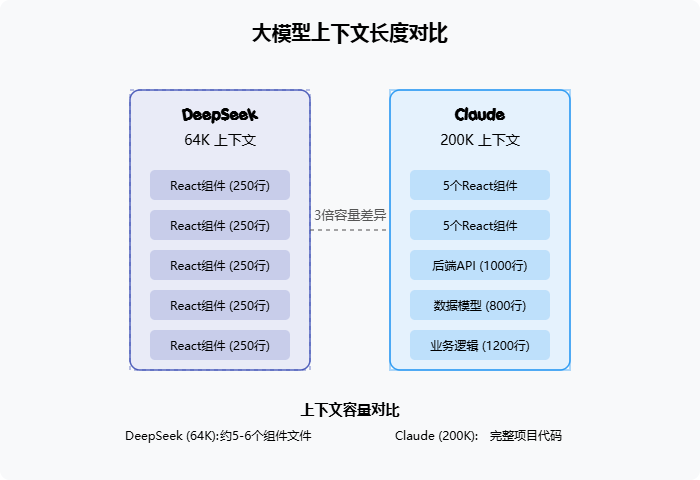 大模型上下文长度对比
DeepSeek
64K 上下文
React组件 (250行)
React组件 (250行)
React组件 (250行)
React组件 (250行)
React组件 (250行)
3倍容量差异
Claude
200K 上下文
5个React组件
5个React组件
后端API (1000行)
数据模型 (800行)
业务逻辑 (1200行)
上下文容量对比
DeepSeek (64K):约5-6个组件文件
Claude (200K): 完整项目代码